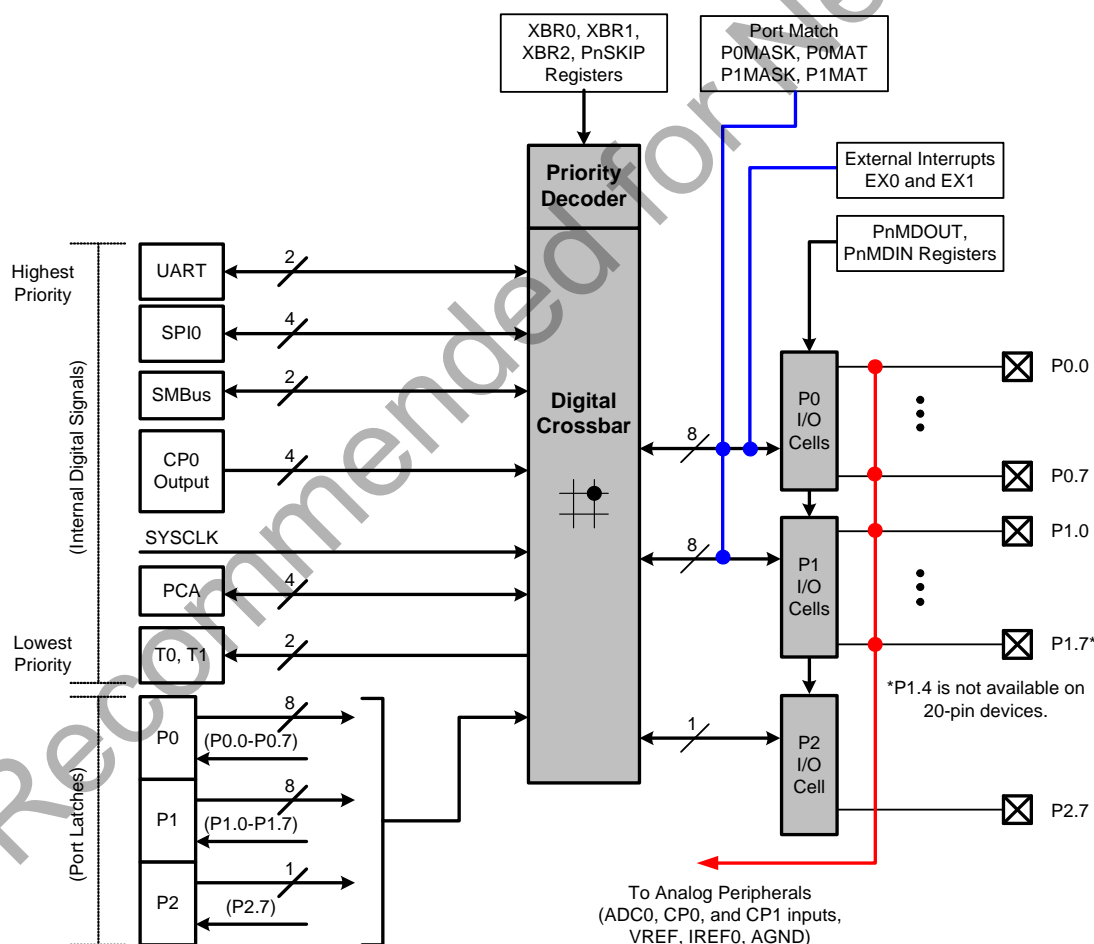 XBR0, XBR1,
XBR2, PnSKIP
Registers
Port Match
P0MASK, P0MAT
P1MASK, P1MAT
External Interrupts
EX0 and EX1
PnMDOUT,
PnMDIN Registers
Priority
Decoder
Digital
Crossbar
Highest
Priority
(Internal Digital Signals)
Lowest
Priority
UART
2
SPI0
4
SMBus
2
CP0
Output
4
SYSCLK
PCA
4
T0, T1
2
(Port Latches)
P0
8
(P0.0-P0.7)
P1
8
(P1.0-P1.7)
P2
1
(P2.7)
8
P0
I/O
Cells
P0.0
P0.7
8
P1
I/O
Cells
P1.0
P1.7*
*P1.4 is not available on
20-pin devices.
1
P2
I/O
Cell
P2.7
To Analog Peripherals
(ADC0, CP0, and CP1 inputs,
VREF, IREF0, AGND)
Recommended for Ne